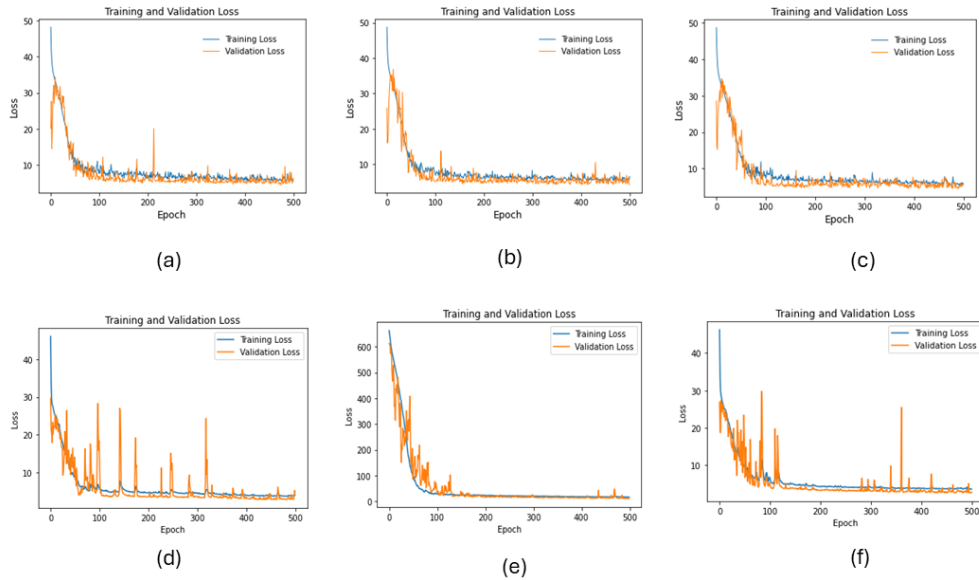 Training and Validation Loss
50
40
30
20
10
Loss
Training Loss
Validation Loss
0 100 200 300 400 500
Epoch
(a)
Training and Validation Loss
50
40
30
20
10
Loss
Training Loss
Validation Loss
0 100 200 300 400 500
Epoch
(b)
Training and Validation Loss
50
40
30
20
10
Loss
Training Loss
Validation Loss
0 100 200 300 400 500
Epoch
(c)
Training and Validation Loss
40
30
20
10
Loss
Training Loss
Validation Loss
0 100 200 300 400 500
Epoch
(d)
Training and Validation Loss
600
500
400
300
200
100
0
Loss
Training Loss
Validation Loss
0 100 200 300 400 500
Epoch
(e)
Training and Validation Loss
40
30
20
10
Loss
Training Loss
Validation Loss
0 100 200 300 400 500
Epoch
(f)